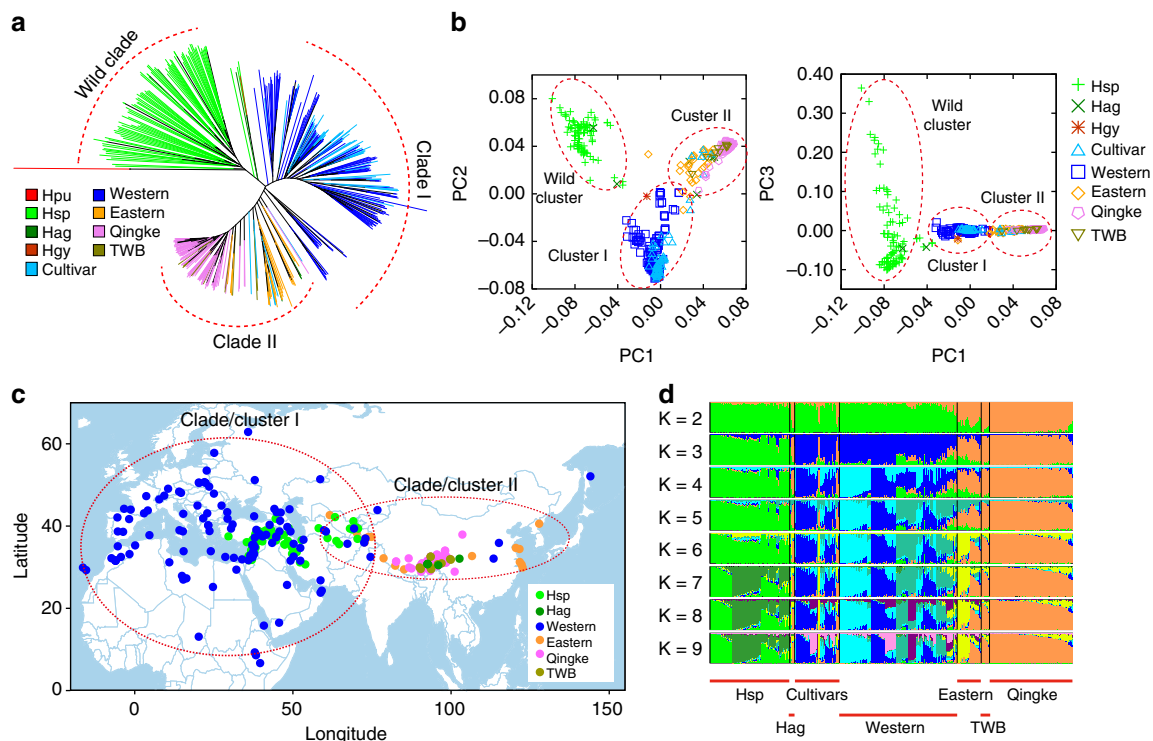 a
Wild clade
Clade I
Clade II
Hpu
Hsp
Hag
Hgy
Cultivar
Western
Eastern
Qingke
TWB
b
0.08
0.04
0.00
−0.04
−0.08
PC2
−0.12
−0.08
−0.04
0.00
0.04
0.08
PC1
Wild
cluster
Custer II
Cluster I
0.40
0.30
0.20
0.10
0.00
−0.10
PC3
−0.12
−0.08
−0.04
0.00
0.04
0.08
PC1
Wild
cluster
Cluster II
Cluster I
Hsp
Hag
Hgy
Cultivar
Western
Eastern
Qingke
TWB
c
Clade/cluster I
Clade/cluster II
60
40
20
0
Latitude
0
50
100
150
Longitude
Hsp
Hag
Western
Eastern
Qingke
TWB
d
K = 2
K = 3
K = 4
K = 5
K = 6
K = 7
K = 8
K = 9
Hsp
Cultivars
Eastern
Qingke
Hag
Western
TWB